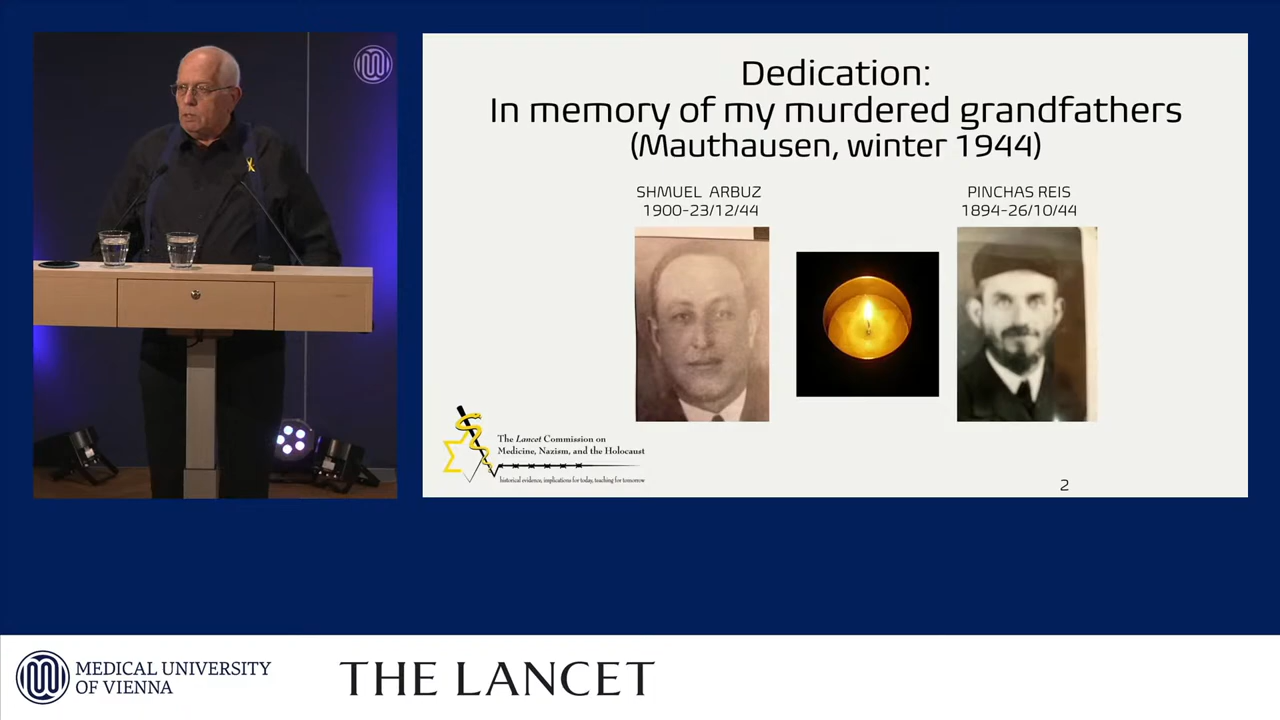 Dedication:
In memory of my murdered grandfathers
(Mauthausen, winter 1944)
SHMUEL ARBUZ
1900-23/12/44
PINCHAS REIS
1894-26/10/44
The Lancet Commission on
Medicine, Nazism, and the Holocaust
historical evidence, implications for today, teaching for tomorrow
2
MEDICAL UNIVERSITY
OF VIENNA
THE LANCET